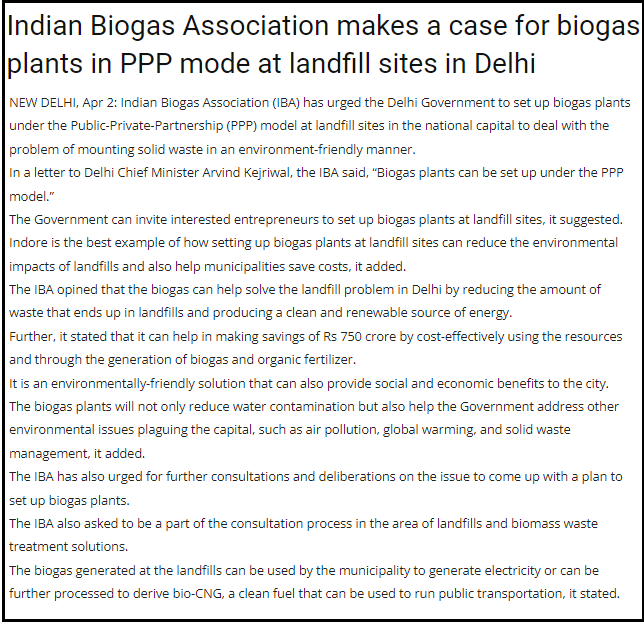 Indian Biogas Association makes a case for biogas
plants in PPP mode at landfill sites in Delhi
NEW DELHI, Apr 2: Indian Biogas Association (IBA) has urged the Delhi Government to set up biogas plants
under the Public-Private-Partnership (PPP) model at landfill sites in the national capital to deal with the
problem of mounting solid waste in an environment-friendly manner.
In a letter to Delhi Chief Minister Arvind Kejriwal, the IBA said, “Biogas plants can be set up under the PPP
model.”
The Government can invite interested entrepreneurs to set up biogas plants at landfill sites, it suggested.
Indore is the best example of how setting up biogas plants at landfill sites can reduce the environmental
impacts of landfills and also help municipalities save costs, it added.
The IBA opined that the biogas can help solve the landfill problem in Delhi by reducing the amount of
waste that ends up in landfills and producing a clean and renewable source of energy.
Further, it stated that it can help in making savings of Rs 750 crore by cost-effectively using the resources
and through the generation of biogas and organic fertilizer.
It is an environmentally-friendly solution that can also provide social and economic benefits to the city.
The biogas plants will not only reduce water contamination but also help the Government address other
environmental issues plaguing the capital, such as air pollution, global warming, and solid waste
management, it added.
The IBA has also urged for further consultations and deliberations on the issue to come up with a plan to
set up biogas plants.
The IBA also asked to be a part of the consultation process in the area of landfills and biomass waste
treatment solutions.
The biogas generated at the landfills can be used by the municipality to generate electricity or can be
further processed to derive bio-CNG, a clean fuel that can be used to run public transportation, it stated.